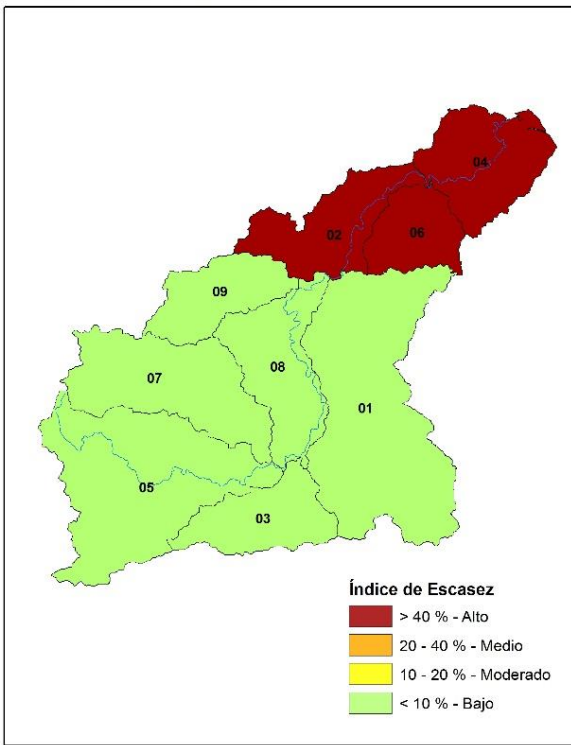 04
02
06
09
08
07
01
05
03
Índice de Escasez
> 40 % - Alto
20 - 40 % - Medio
10 - 20 % - Moderado
< 10 % - Bajo